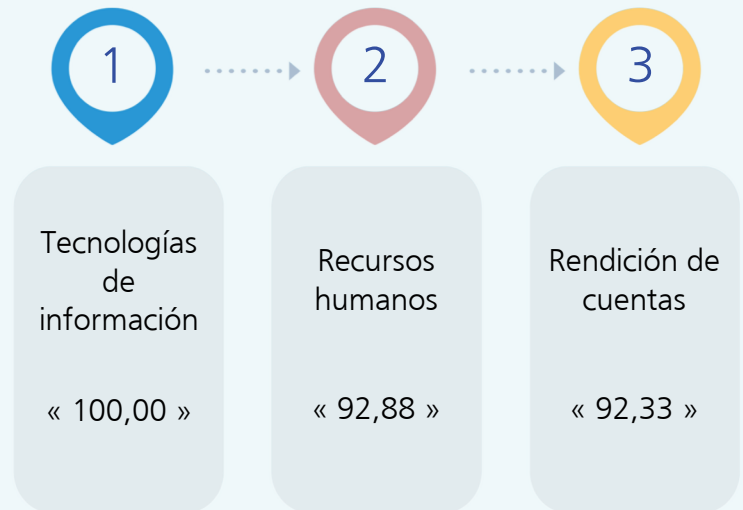 1
2
3
Tecnologías
de
información
« 100,00 »
Recursos
humanos
« 92,88 »
Rendición de
cuentas
« 92,33 »